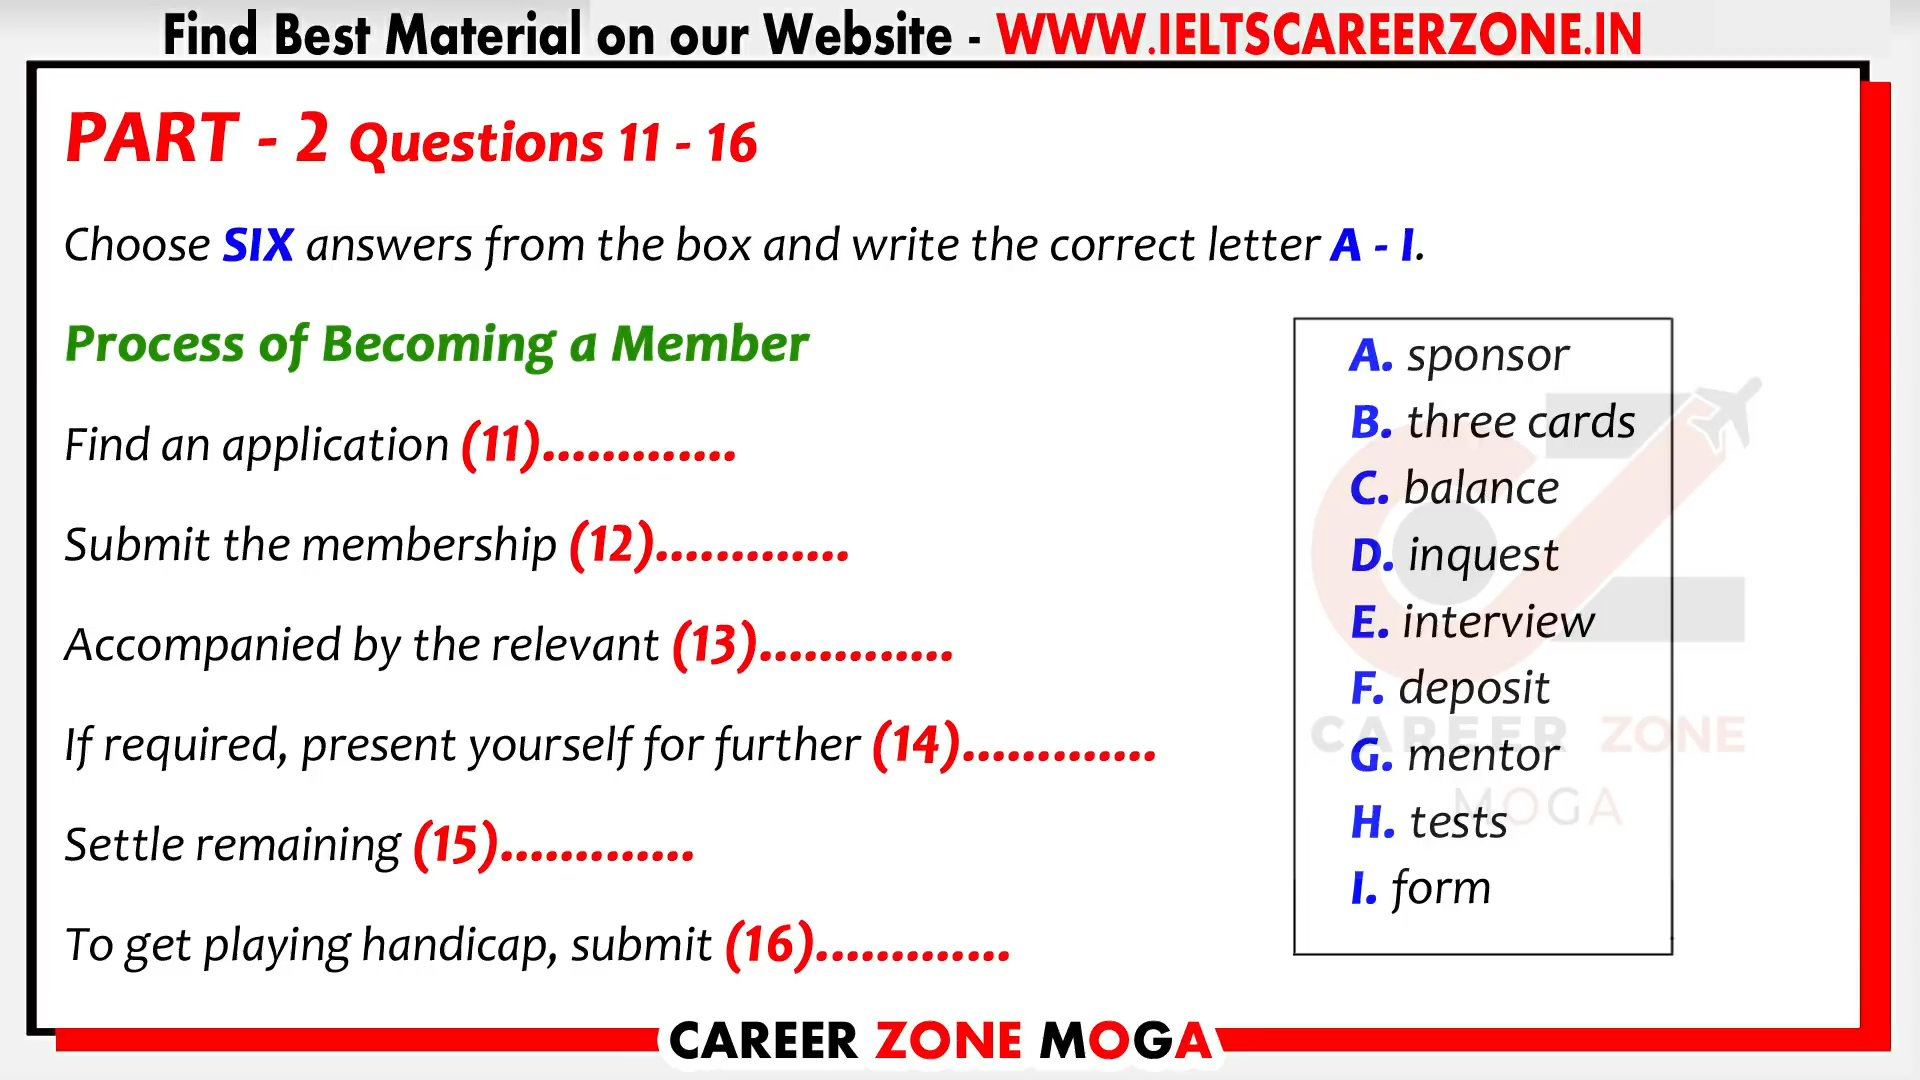 Find Best Material on our Website - WWW.IELTSCAREERZONE.IN
PART - 2 Questions 11 - 16
Choose SIX answers from the box and write the correct letter A - I.
Process of Becoming a Member
Find an application (11).............
Submit the membership (12).............
Accompanied by the relevant (13).............
If required, present yourself for further (14).............
Settle remaining (15).............
To get playing handicap, submit (16).............
A. sponsor
B. three cards
C. balance
D. inquest
E. interview
F. deposit
CAREER ZONE
G. mentor
MOGA
H. tests
I. form
CAREER ZONE MOGA